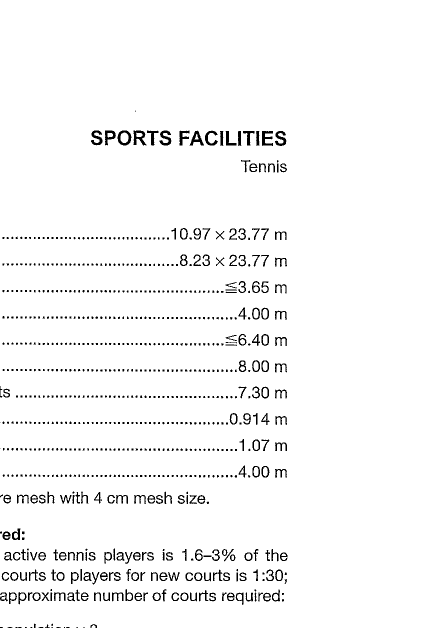 SPORTS FACILITIES
Tennis
......................................10.97 × 23.77 m
........................................8.23 × 23.77 m
..................................................≦3.65 m
.....................................................4.00 m
..................................................≦6.40 m
.....................................................8.00 m
ts ..................................................7.30 m
...................................................0.914 m
.....................................................1.07 m
.....................................................4.00 m
re mesh with 4 cm mesh size.
red:
active tennis players is 1.6–3% of the
courts to players for new courts is 1:30;
approximate number of courts required: